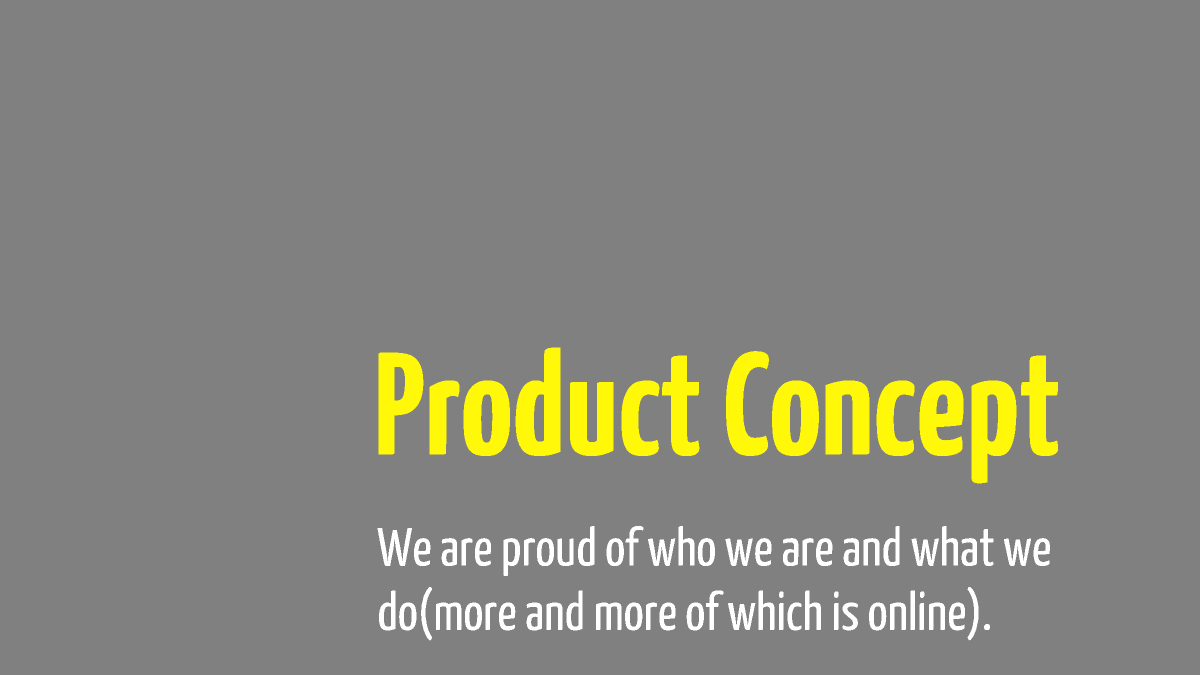 Product Concept
We are proud of who we are and what we
do(more and more of which is online).